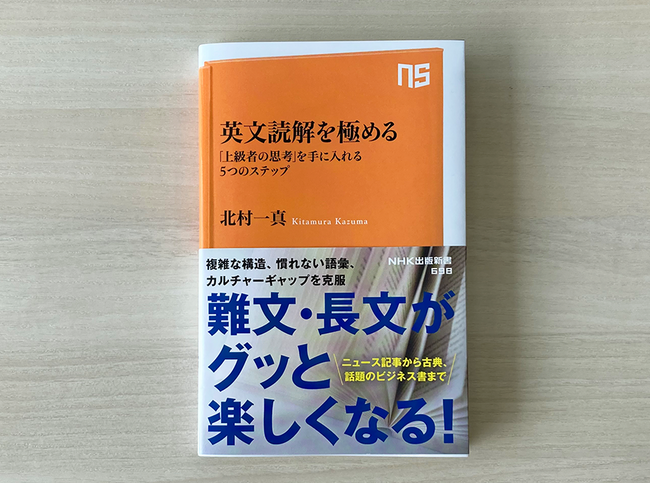 NS
英文読解を極める
「上級者の思考」を手に入れる
5つのステップ
北村一真 Kitamura Kazuma
複雑な構造、慣れない語彙、
カルチャーギャップを克服
NHK出版新書
698
難文・長文が
グッと
楽しくなる!
ニュース記事から古典、
話題のビジネス書まで